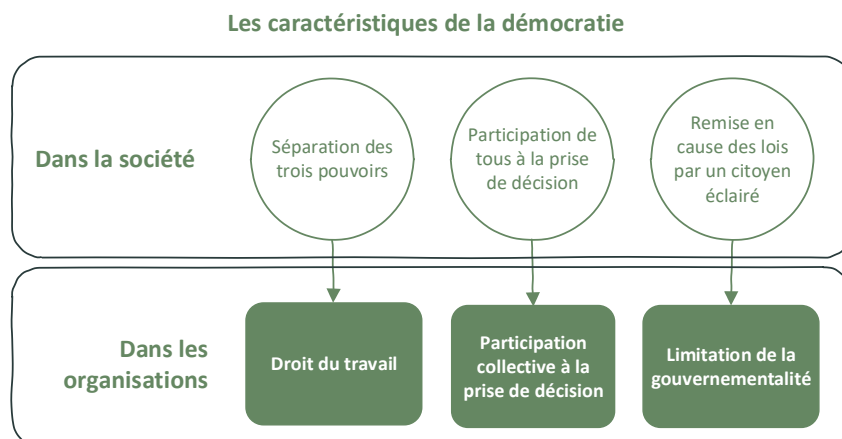 Les caractéristiques de la démocratie
Dans la société
Séparation des
trois pouvoirs
Participation de
tous à la prise
de décision
Remise en
cause des lois
par un citoyen
éclairé
Dans les
organisations
Droit du travail
Participation
collective à la
prise de décision
Limitation de la
gouvernementalité